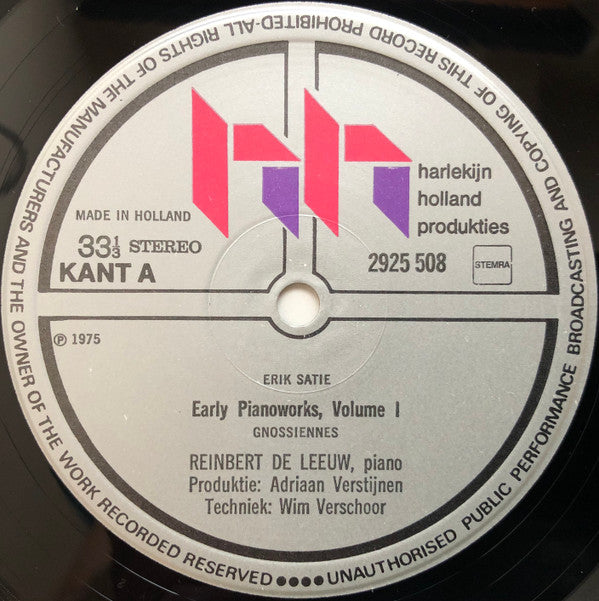 ALL RIGHTS OF THE MANUFACTURERS AND THE OWNER OF THE WORK RECORDED RESERVED ●●●● UNAUTHORISED PUBLIC PERFORMANCE BROADCASTING AND COPYING OF THIS RECORD PROHIBITED-
harlekijn
holland
produkties
MADE IN HOLLAND
33⅓ STEREO
KANT A
2925 508
STEMRA
Ⓟ 1975
ERIK SATIE
Early Pianoworks, Volume I
GNOSSIENNES
REINBERT DE LEEUW, piano
Produktie: Adriaan Verstijnen
Techniek: Wim Verschoor